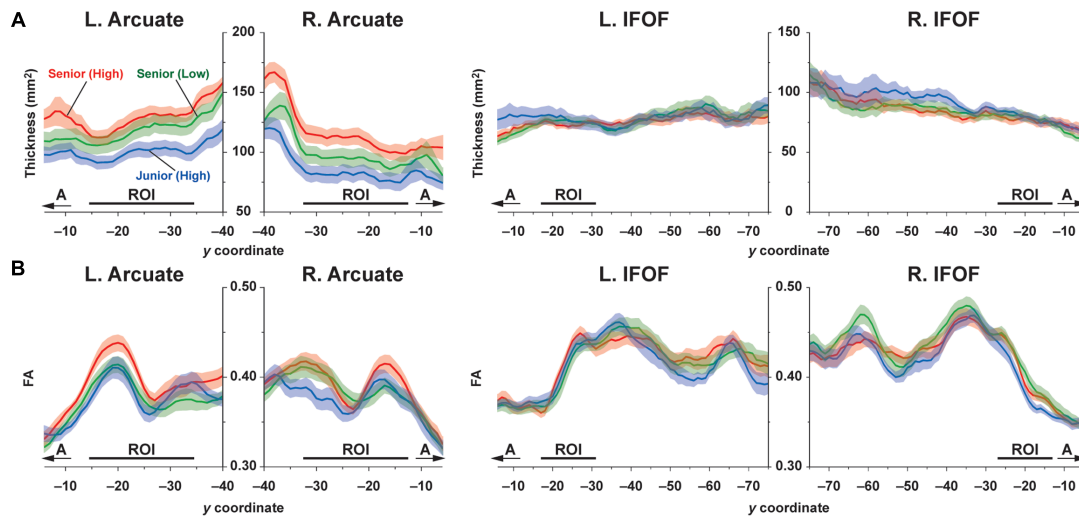 A
L. Arcuate
R. Arcuate
L. IFOF
R. IFOF
Thickness (mm²)
200
150
100
50
Senior (High)
Senior (Low)
Junior (High)
A
ROI
–10
–20
–30
–40
y coordinate
ROI
A
–40
–30
–20
–10
y coordinate
Thickness (mm²)
150
100
50
0
A
ROI
–10
–20
–30
–40
–50
–60
–70
y coordinate
ROI
A
–70
–60
–50
–40
–30
–20
–10
y coordinate
B
L. Arcuate
R. Arcuate
L. IFOF
R. IFOF
FA
0.50
0.40
0.30
A
ROI
–10
–20
–30
–40
y coordinate
ROI
A
–40
–30
–20
–10
y coordinate
FA
0.50
0.40
0.30
A
ROI
–10
–20
–30
–40
–50
–60
–70
y coordinate
ROI
A
–70
–60
–50
–40
–30
–20
–10
y coordinate